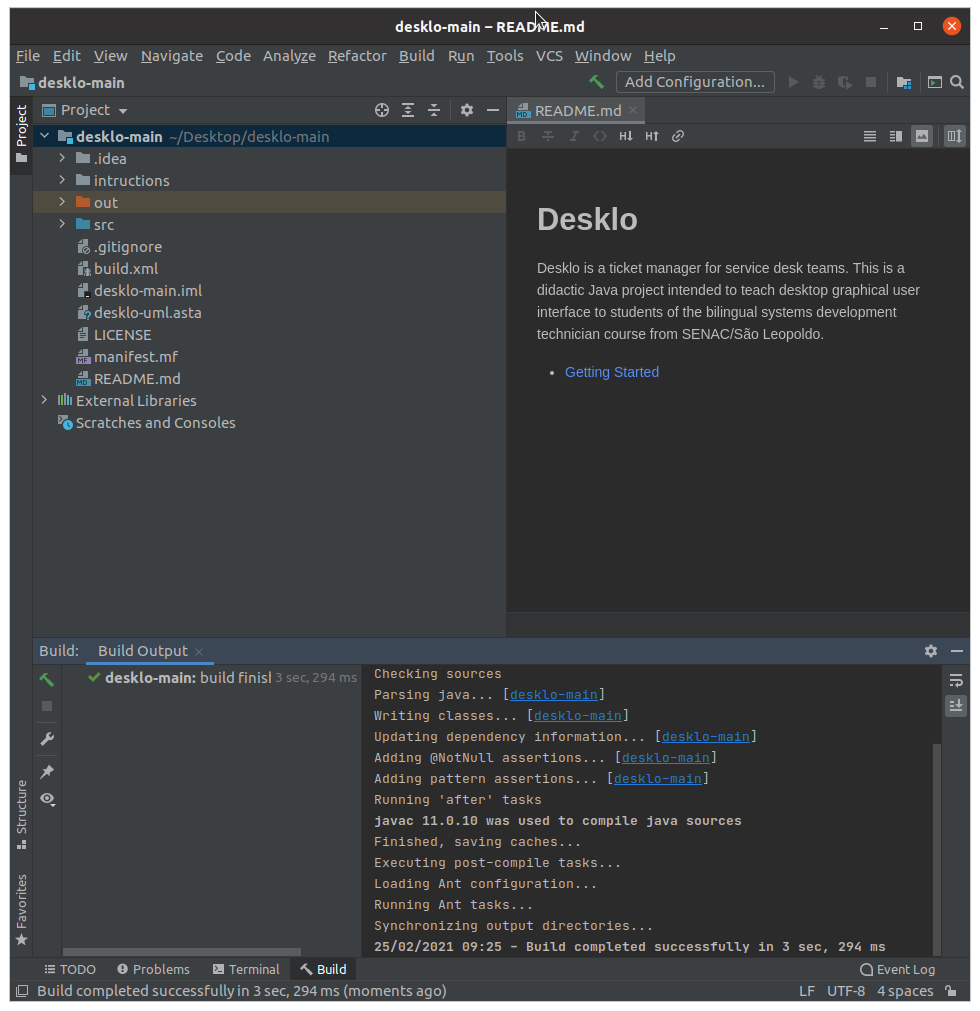 desklo-main – README.md
File Edit View Navigate Code Analyze Refactor Build Run Tools VCS Window Help
desklo-main
Add Configuration...
Project
Project
README.md
desklo-main ~/Desktop/desklo-main
.idea
intructions
out
src
.gitignore
build.xml
desklo-main.iml
desklo-uml.asta
LICENSE
manifest.mf
README.md
External Libraries
Scratches and Consoles
Desklo
Desklo is a ticket manager for service desk teams. This is a
didactic Java project intended to teach desktop graphical user
interface to students of the bilingual systems development
technician course from SENAC/São Leopoldo.
• Getting Started
Build: Build Output
desklo-main: build finisl 3 sec, 294 ms
Checking sources
Parsing java... [desklo-main]
Writing classes... [desklo-main]
Updating dependency information... [desklo-main]
Adding @NotNull assertions... [desklo-main]
Adding pattern assertions... [desklo-main]
Running 'after' tasks
javac 11.0.10 was used to compile java sources
Finished, saving caches...
Executing post-compile tasks...
Loading Ant configuration...
Running Ant tasks...
Synchronizing output directories...
25/02/2021 09:25 - Build completed successfully in 3 sec, 294 ms
Structure
Favorites
TODO Problems Terminal Build Event Log
Build completed successfully in 3 sec, 294 ms (moments ago) LF UTF-8 4 spaces